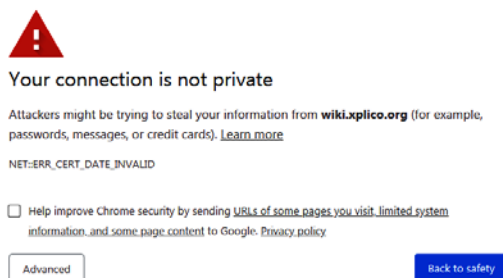 Your connection is not private
Attackers might be trying to steal your information from wiki.xplico.org (for example,
passwords, messages, or credit cards). Learn more
NET::ERR_CERT_DATE_INVALID
Help improve Chrome security by sending URLs of some pages you visit, limited system
information, and some page content to Google. Privacy policy
Advanced
Back to safety